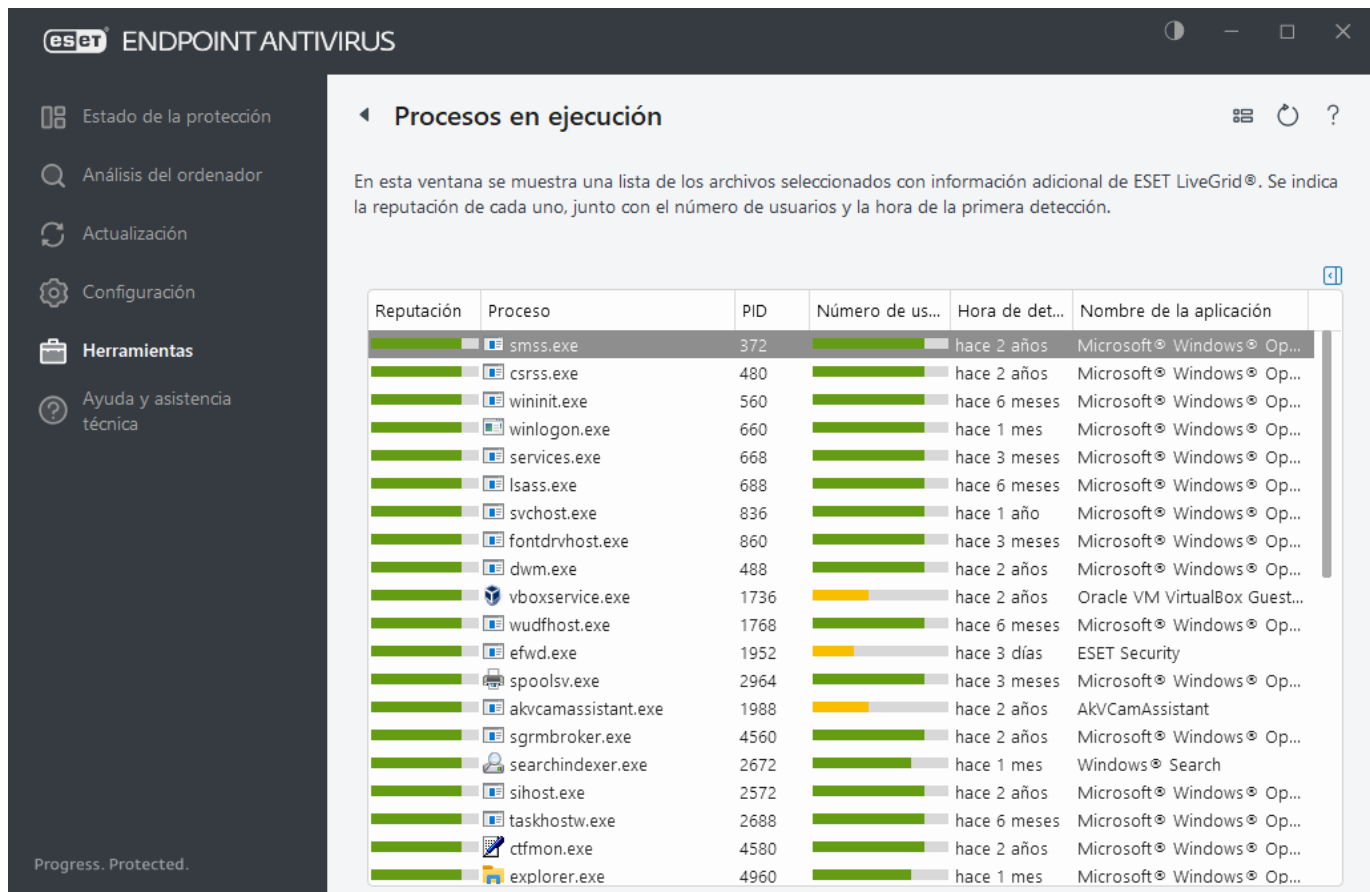 eset ENDPOINT ANTIVIRUS
Estado de la protección
Análisis del ordenador
Actualización
Configuración
Herramientas
Ayuda y asistencia
técnica
Progress. Protected.
Procesos en ejecución
?
En esta ventana se muestra una lista de los archivos seleccionados con información adicional de ESET LiveGrid®. Se indica
la reputación de cada uno, junto con el número de usuarios y la hora de la primera detección.
Reputación Proceso PID Número de us... Hora de det... Nombre de la aplicación
smss.exe 372 hace 2 años Microsoft® Windows® Op...
csrss.exe 480 hace 2 años Microsoft® Windows® Op...
wininit.exe 560 hace 6 meses Microsoft® Windows® Op...
winlogon.exe 660 hace 1 mes Microsoft® Windows® Op...
services.exe 668 hace 3 meses Microsoft® Windows® Op...
lsass.exe 688 hace 6 meses Microsoft® Windows® Op...
svchost.exe 836 hace 1 año Microsoft® Windows® Op...
fontdrvhost.exe 860 hace 3 meses Microsoft® Windows® Op...
dwm.exe 488 hace 2 años Microsoft® Windows® Op...
vboxservice.exe 1736 hace 2 años Oracle VM VirtualBox Guest...
wudfhost.exe 1768 hace 6 meses Microsoft® Windows® Op...
efwd.exe 1952 hace 3 días ESET Security
spoolsv.exe 2964 hace 3 meses Microsoft® Windows® Op...
akvcamassistant.exe 1988 hace 2 años AkVCamAssistant
sgrmbroker.exe 4560 hace 2 años Microsoft® Windows® Op...
searchindexer.exe 2672 hace 1 mes Windows® Search
sihost.exe 2572 hace 2 años Microsoft® Windows® Op...
taskhostw.exe 2688 hace 6 meses Microsoft® Windows® Op...
ctfmon.exe 4580 hace 2 años Microsoft® Windows® Op...
explorer.exe 4960 hace 1 mes Microsoft® Windows® Op...